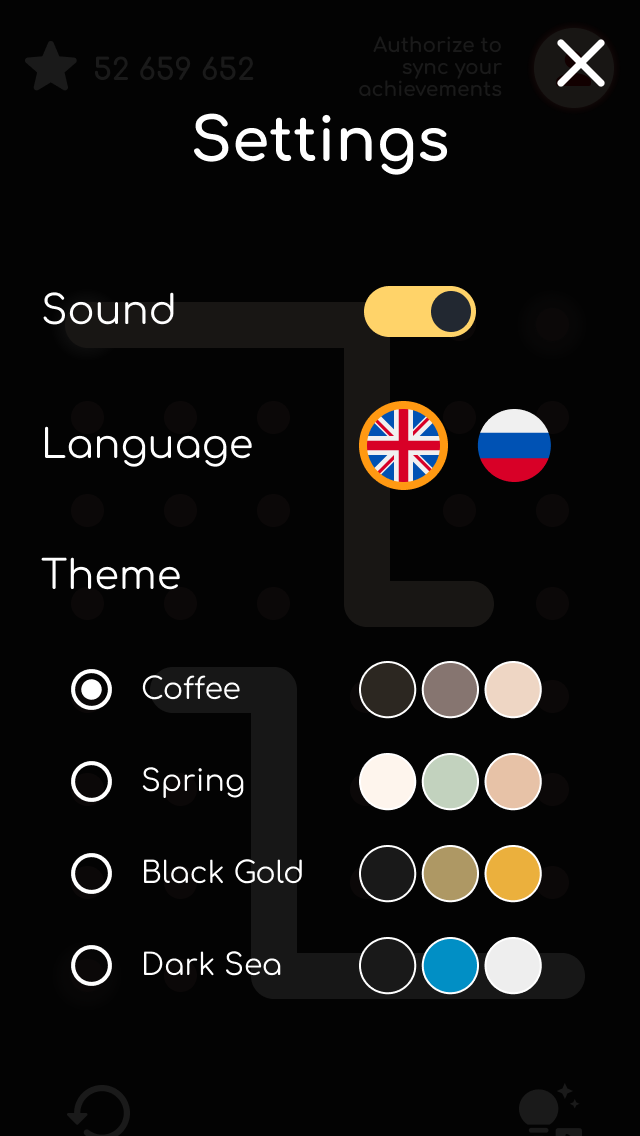 52 659 652
Authorize to
sync your
achievements
Settings
Sound
Language
Theme
Coffee
Spring
Black Gold
Dark Sea